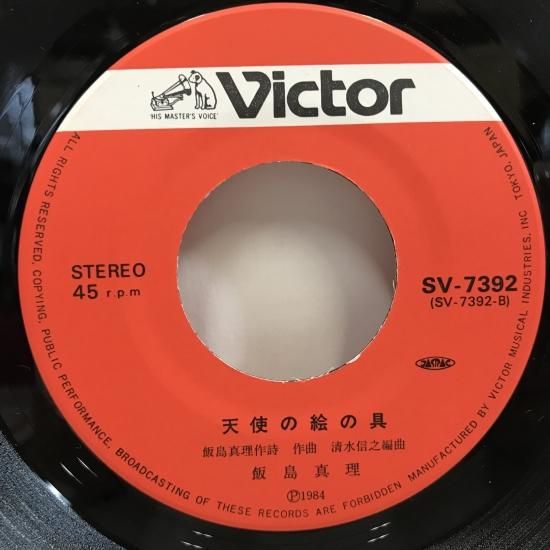 Victor
'HIS MASTER'S VOICE'
ALL RIGHTS RESERVED, COPYING, PUBLIC PERFORMANCE, BROADCASTING OF THESE RECORDS ARE FORBIDDEN MANUFACTURED BY VICTOR MUSICAL INDUSTRIES, INC TOKYO, JAPAN
STEREO
45 r.p.m
SV-7392
(SV-7392-B)
JASRAC
天使の絵の具
飯島真理作詩 作曲 清水信之編曲
飯島真理
Ⓟ1984